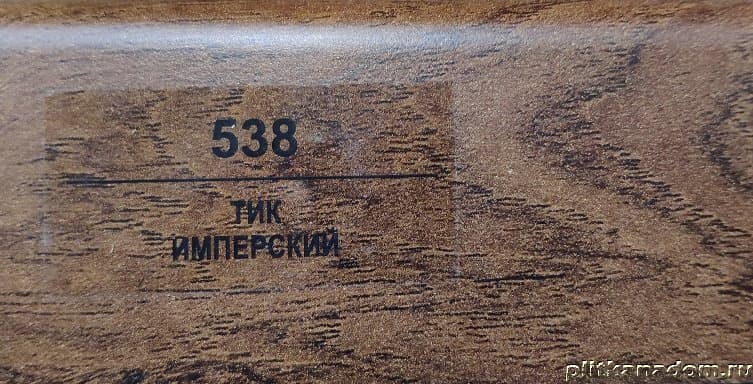 538
ТИК
ИМПЕРСКИЙ
plitkanadom.ru